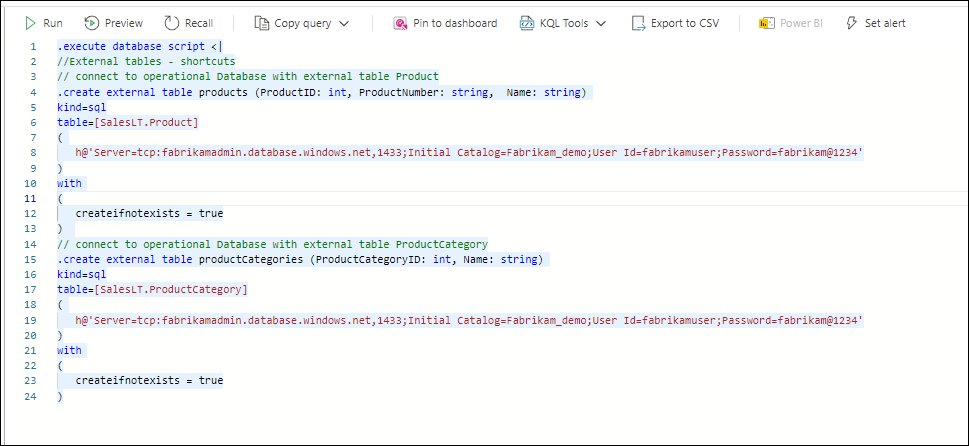 Run Preview Recall Copy query Pin to dashboard KQL Tools Export to CSV Power BI Set alert
1 .execute database script <|
2 //External tables - shortcuts
3 // connect to operational Database with external table Product
4 .create external table products (ProductID: int, ProductNumber: string,  Name: string)
5 kind=sql
6 table=[SalesLT.Product]
7 (
8    h@'Server=tcp:fabrikamadmin.database.windows.net,1433;Initial Catalog=Fabrikam_demo;User Id=fabrikamuser;Password=fabrikam@1234'
9 )
10 with
11 (
12    createifnotexists = true
13 )
14 // connect to operational Database with external table ProductCategory
15 .create external table productCategories (ProductCategoryID: int, Name: string)
16 kind=sql
17 table=[SalesLT.ProductCategory]
18 (
19    h@'Server=tcp:fabrikamadmin.database.windows.net,1433;Initial Catalog=Fabrikam_demo;User Id=fabrikamuser;Password=fabrikam@1234'
20 )
21 with
22 (
23    createifnotexists = true
24 )